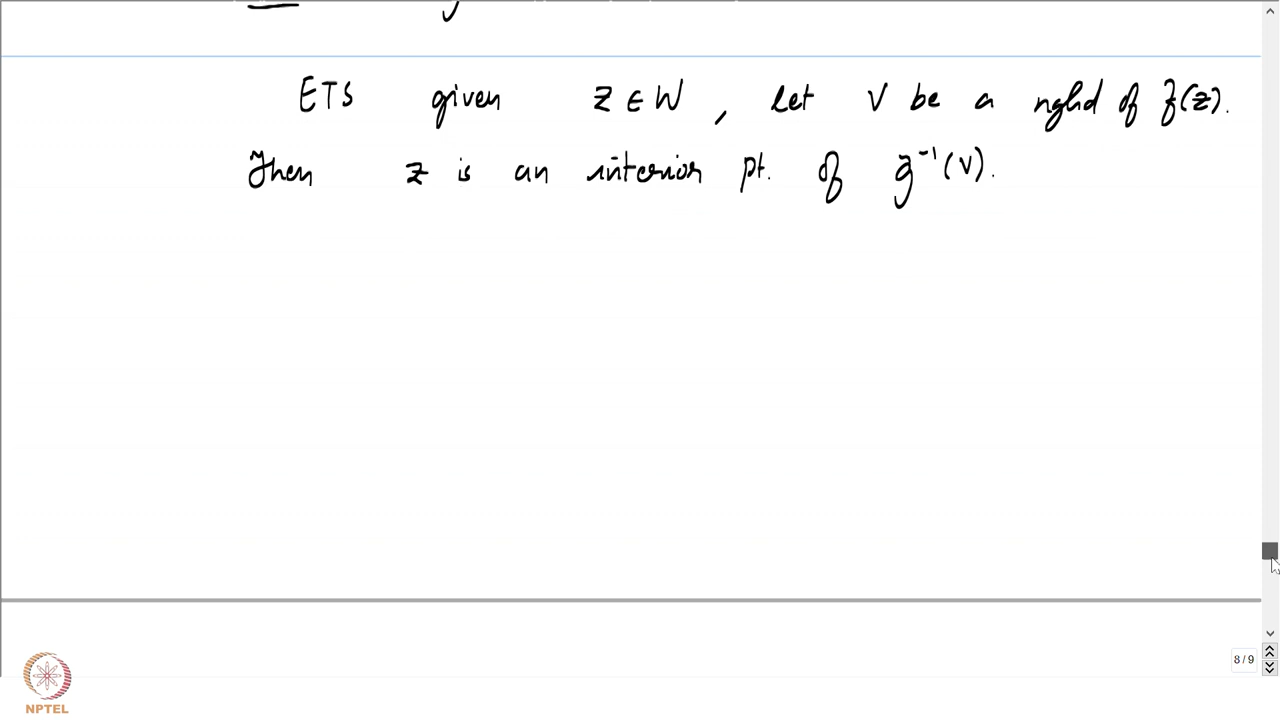 ETS given z ∈ W, let V be a nghd of g(z).
Then z is an interior pt. of g⁻¹(V).
8 / 9
NPTEL